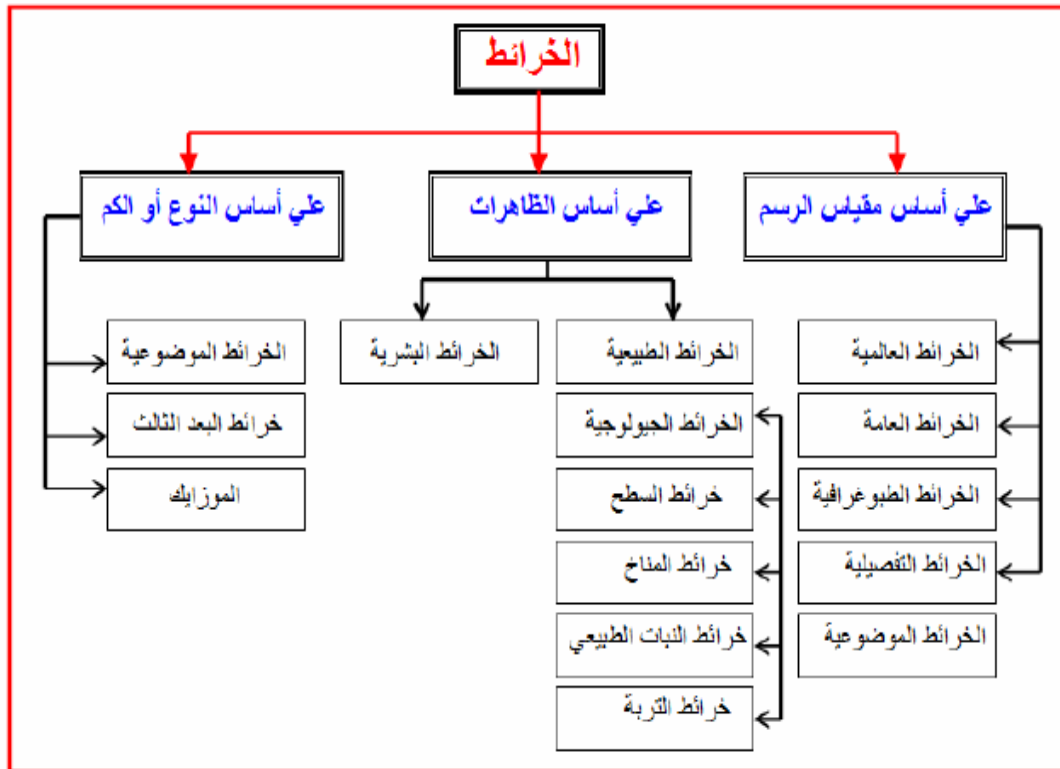 الخرائط
علي أساس مقياس الرسم
علي أساس الظاهرات
علي أساس النوع أو الكم
الخرائط العالمية
الخرائط العامة
الخرائط الطبوغرافية
الخرائط التفصيلية
الخرائط الموضوعية
الخرائط الطبيعية
الخرائط الجيولوجية
خرائط السطح
خرائط المناخ
خرائط النبات الطبيعي
خرائط التربة
الخرائط البشرية
الخرائط الموضوعية
خرائط البعد الثالث
الموزايك